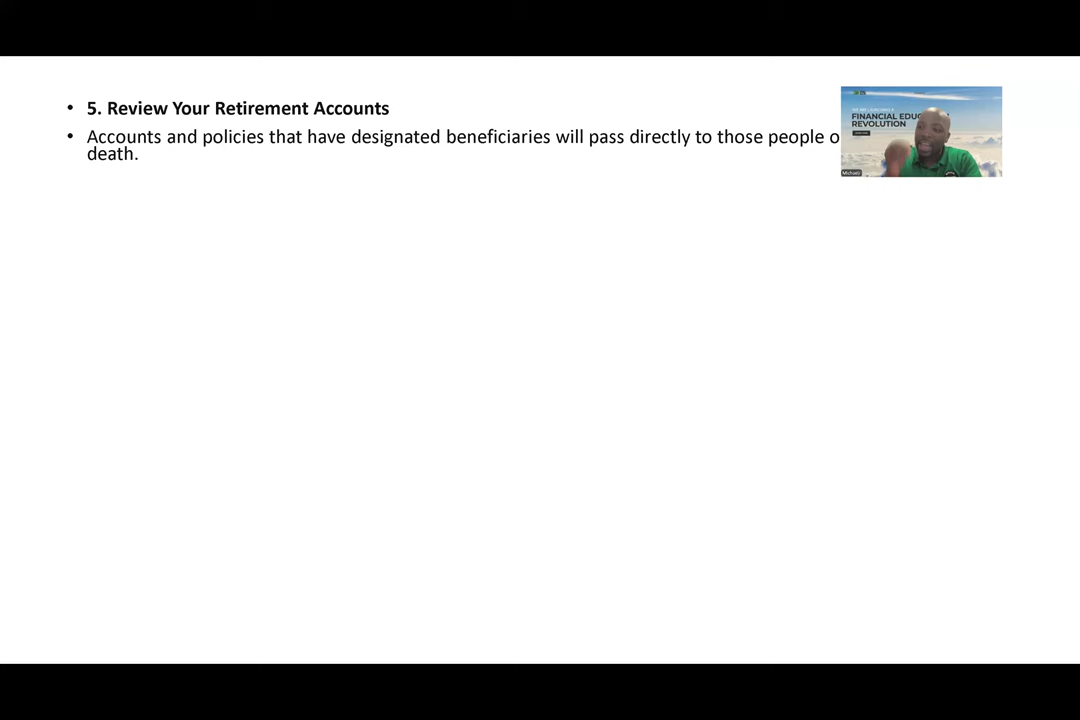 • 5. Review Your Retirement Accounts
• Accounts and policies that have designated beneficiaries will pass directly to those people o
death.
FINANCIAL EDUC
REVOLUTION